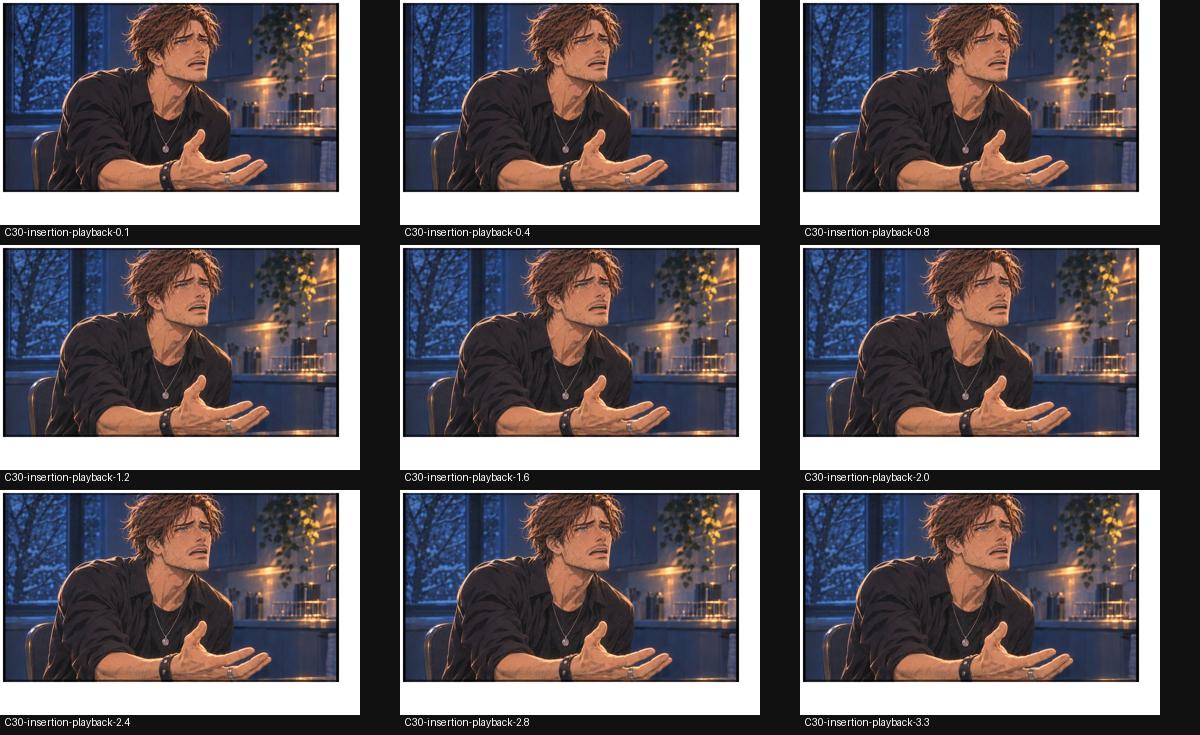 C30-insertion-playback-0.1
C30-insertion-playback-0.4
C30-insertion-playback-0.8
C30-insertion-playback-1.2
C30-insertion-playback-1.6
C30-insertion-playback-2.0
C30-insertion-playback-2.4
C30-insertion-playback-2.8
C30-insertion-playback-3.3